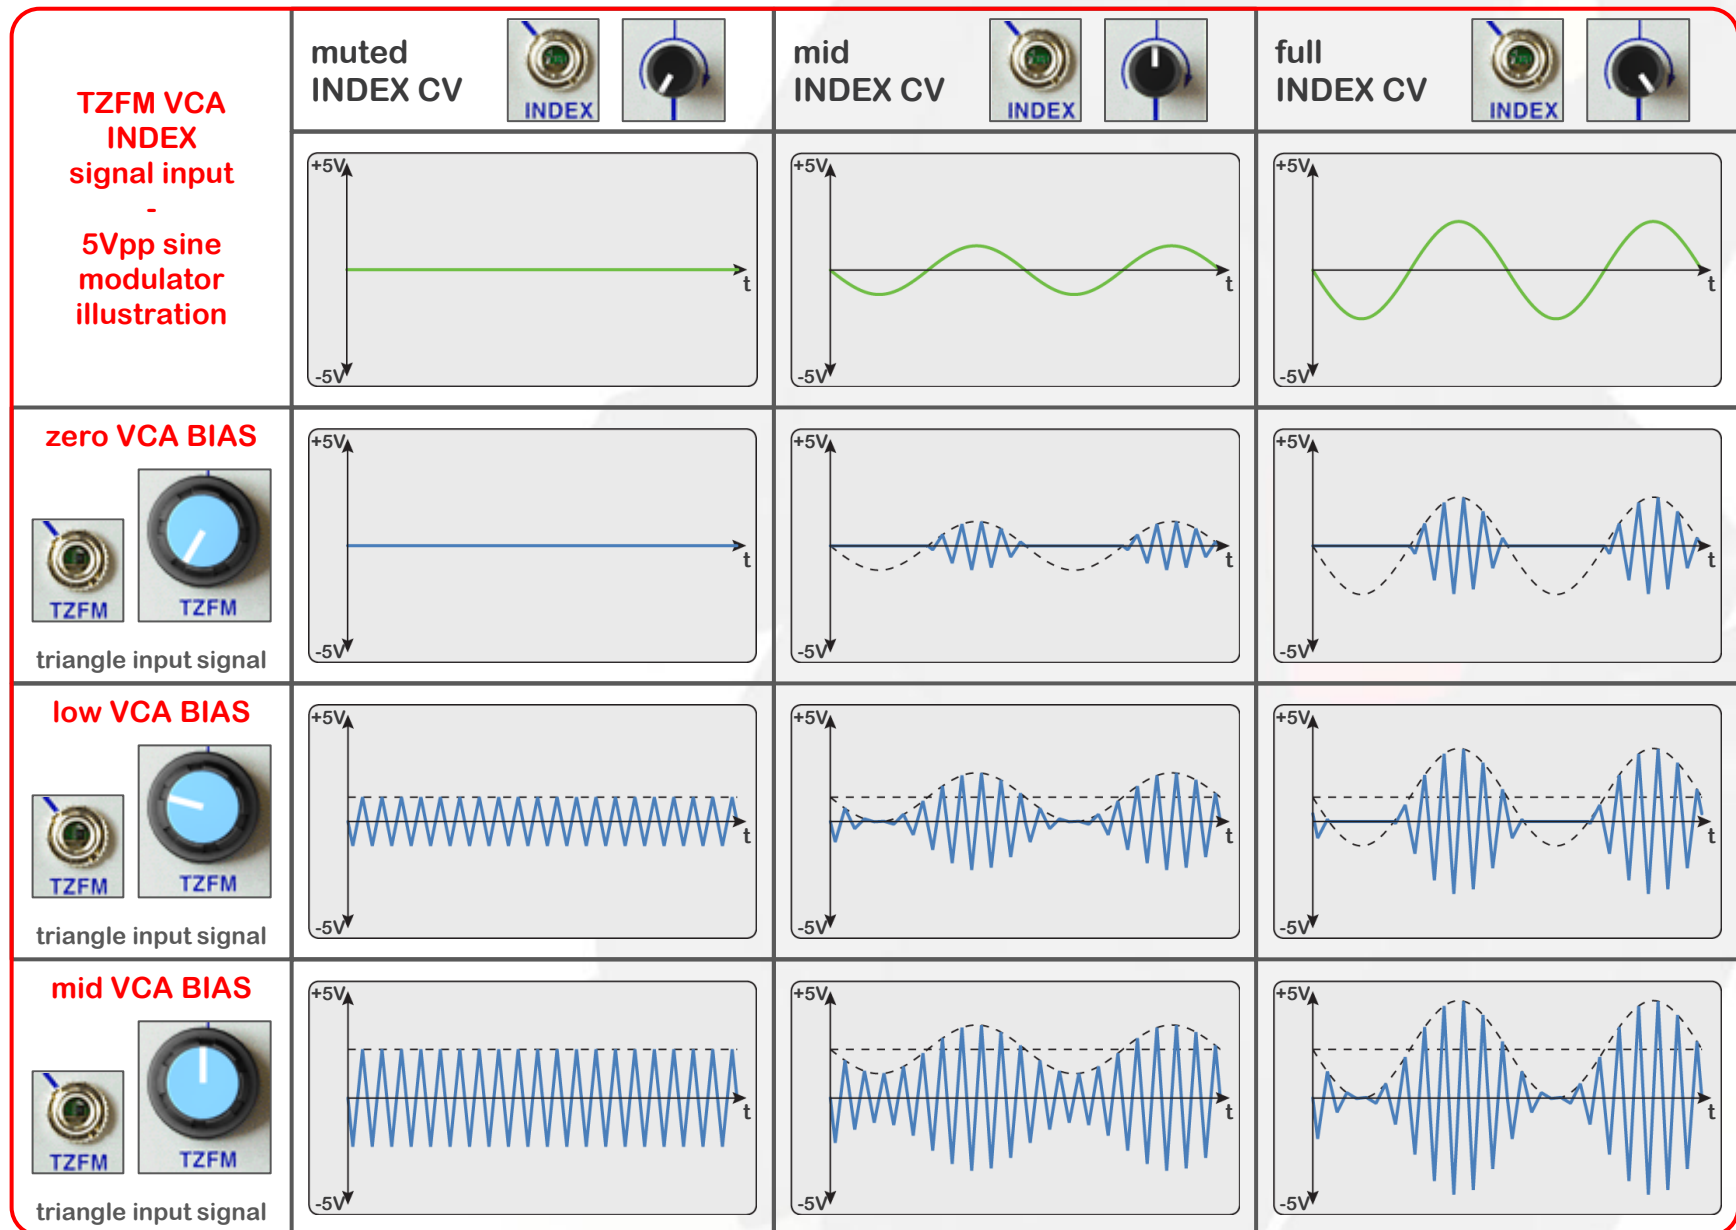 TZFM VCA
INDEX
signal input
-
5Vpp sine
modulator
illustration
muted
INDEX CV
INDEX
mid
INDEX CV
INDEX
full
INDEX CV
INDEX
+5V
t
-5V
+5V
t
-5V
+5V
t
-5V
zero VCA BIAS
TZFM
TZFM
triangle input signal
+5V
t
-5V
+5V
t
-5V
+5V
t
-5V
low VCA BIAS
TZFM
TZFM
triangle input signal
+5V
t
-5V
+5V
t
-5V
+5V
t
-5V
mid VCA BIAS
TZFM
TZFM
triangle input signal
+5V
t
-5V
+5V
t
-5V
+5V
t
-5V